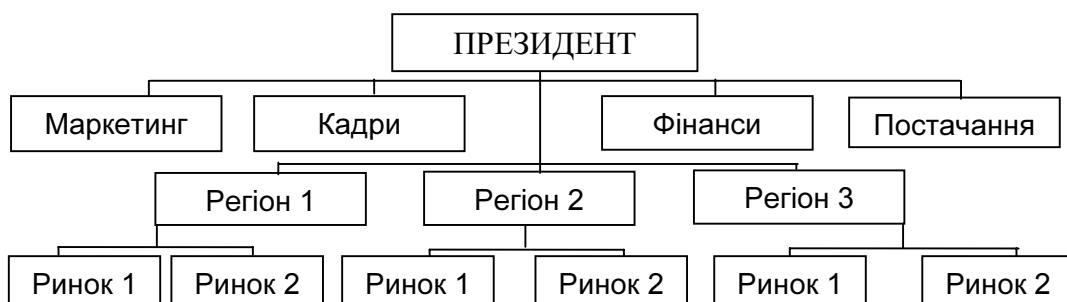 ПРЕЗИДЕНТ
Маркетинг Кадри Фінанси Постачання
Регіон 1 Регіон 2 Регіон 3
Ринок 1 Ринок 2 Ринок 1 Ринок 2 Ринок 1 Ринок 2